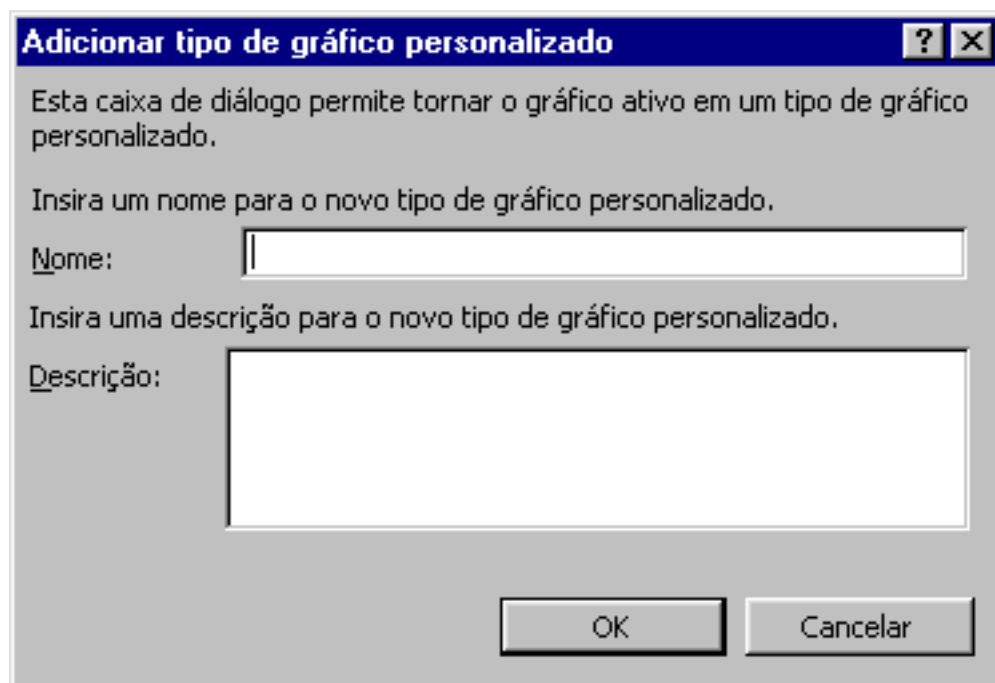 Adicionar tipo de gráfico personalizado
Esta caixa de diálogo permite tornar o gráfico ativo em um tipo de gráfico
personalizado.
Insira um nome para o novo tipo de gráfico personalizado.
Nome:
Insira uma descrição para o novo tipo de gráfico personalizado.
Descrição:
OK Cancelar